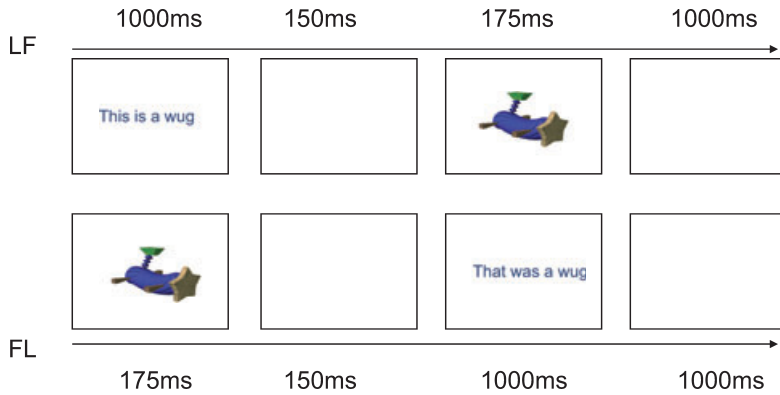 1000ms 150ms 175ms 1000ms
LF
This is a wug
That was a wug
FL
175ms 150ms 1000ms 1000ms